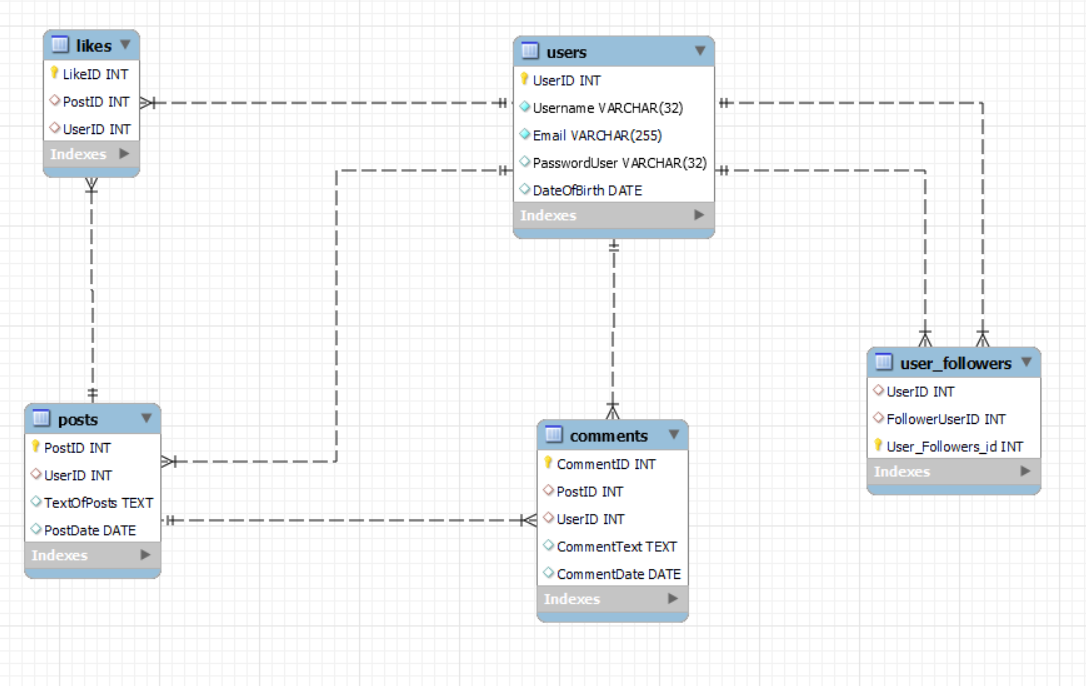 likes
LikeID INT
PostID INT
UserID INT
Indexes
users
UserID INT
Username VARCHAR(32)
Email VARCHAR(255)
PasswordUser VARCHAR(32)
DateOfBirth DATE
Indexes
user_followers
UserID INT
FollowerUserID INT
User_Followers_id INT
Indexes
posts
PostID INT
UserID INT
TextOfPosts TEXT
PostDate DATE
Indexes
comments
CommentID INT
PostID INT
UserID INT
CommentText TEXT
CommentDate DATE
Indexes